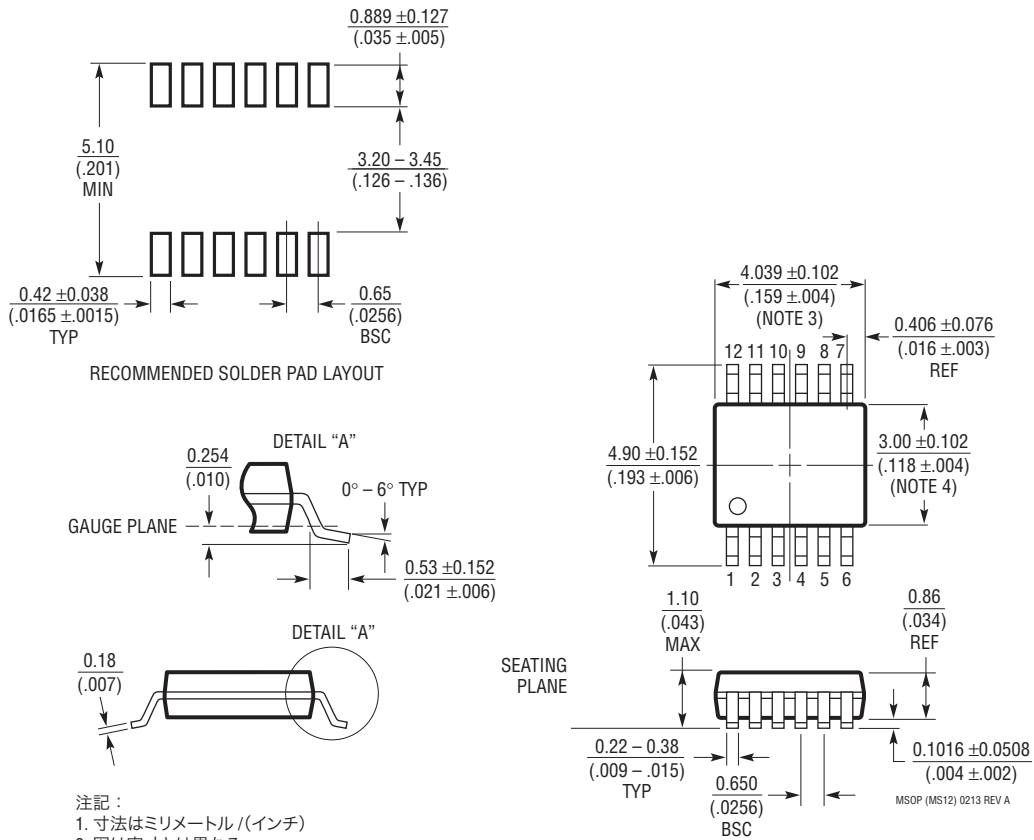 0.889 ±0.127
(.035 ±.005)
5.10
(.201)
MIN
3.20 – 3.45
(.126 – .136)
0.42 ±0.038
(.0165 ±.0015)
TYP
0.65
(.0256)
BSC
RECOMMENDED SOLDER PAD LAYOUT
4.039 ±0.102
(.159 ±.004)
(NOTE 3)
0.406 ±0.076
(.016 ±.003)
REF
12 11 10 9 8 7
4.90 ±0.152
(.193 ±.006)
3.00 ±0.102
(.118 ±.004)
(NOTE 4)
1 2 3 4 5 6
DETAIL “A”
0.254
(.010)
0° – 6° TYP
GAUGE PLANE
0.53 ±0.152
(.021 ±.006)
DETAIL “A”
0.18
(.007)
1.10
(.043)
MAX
0.86
(.034)
REF
SEATING
PLANE
0.22 – 0.38
(.009 – .015)
TYP
0.650
(.0256)
BSC
0.1016 ±0.0508
(.004 ±.002)
MSOP (MS12) 0213 REV A
注記：
1. 寸法はミリメートル/(インチ)